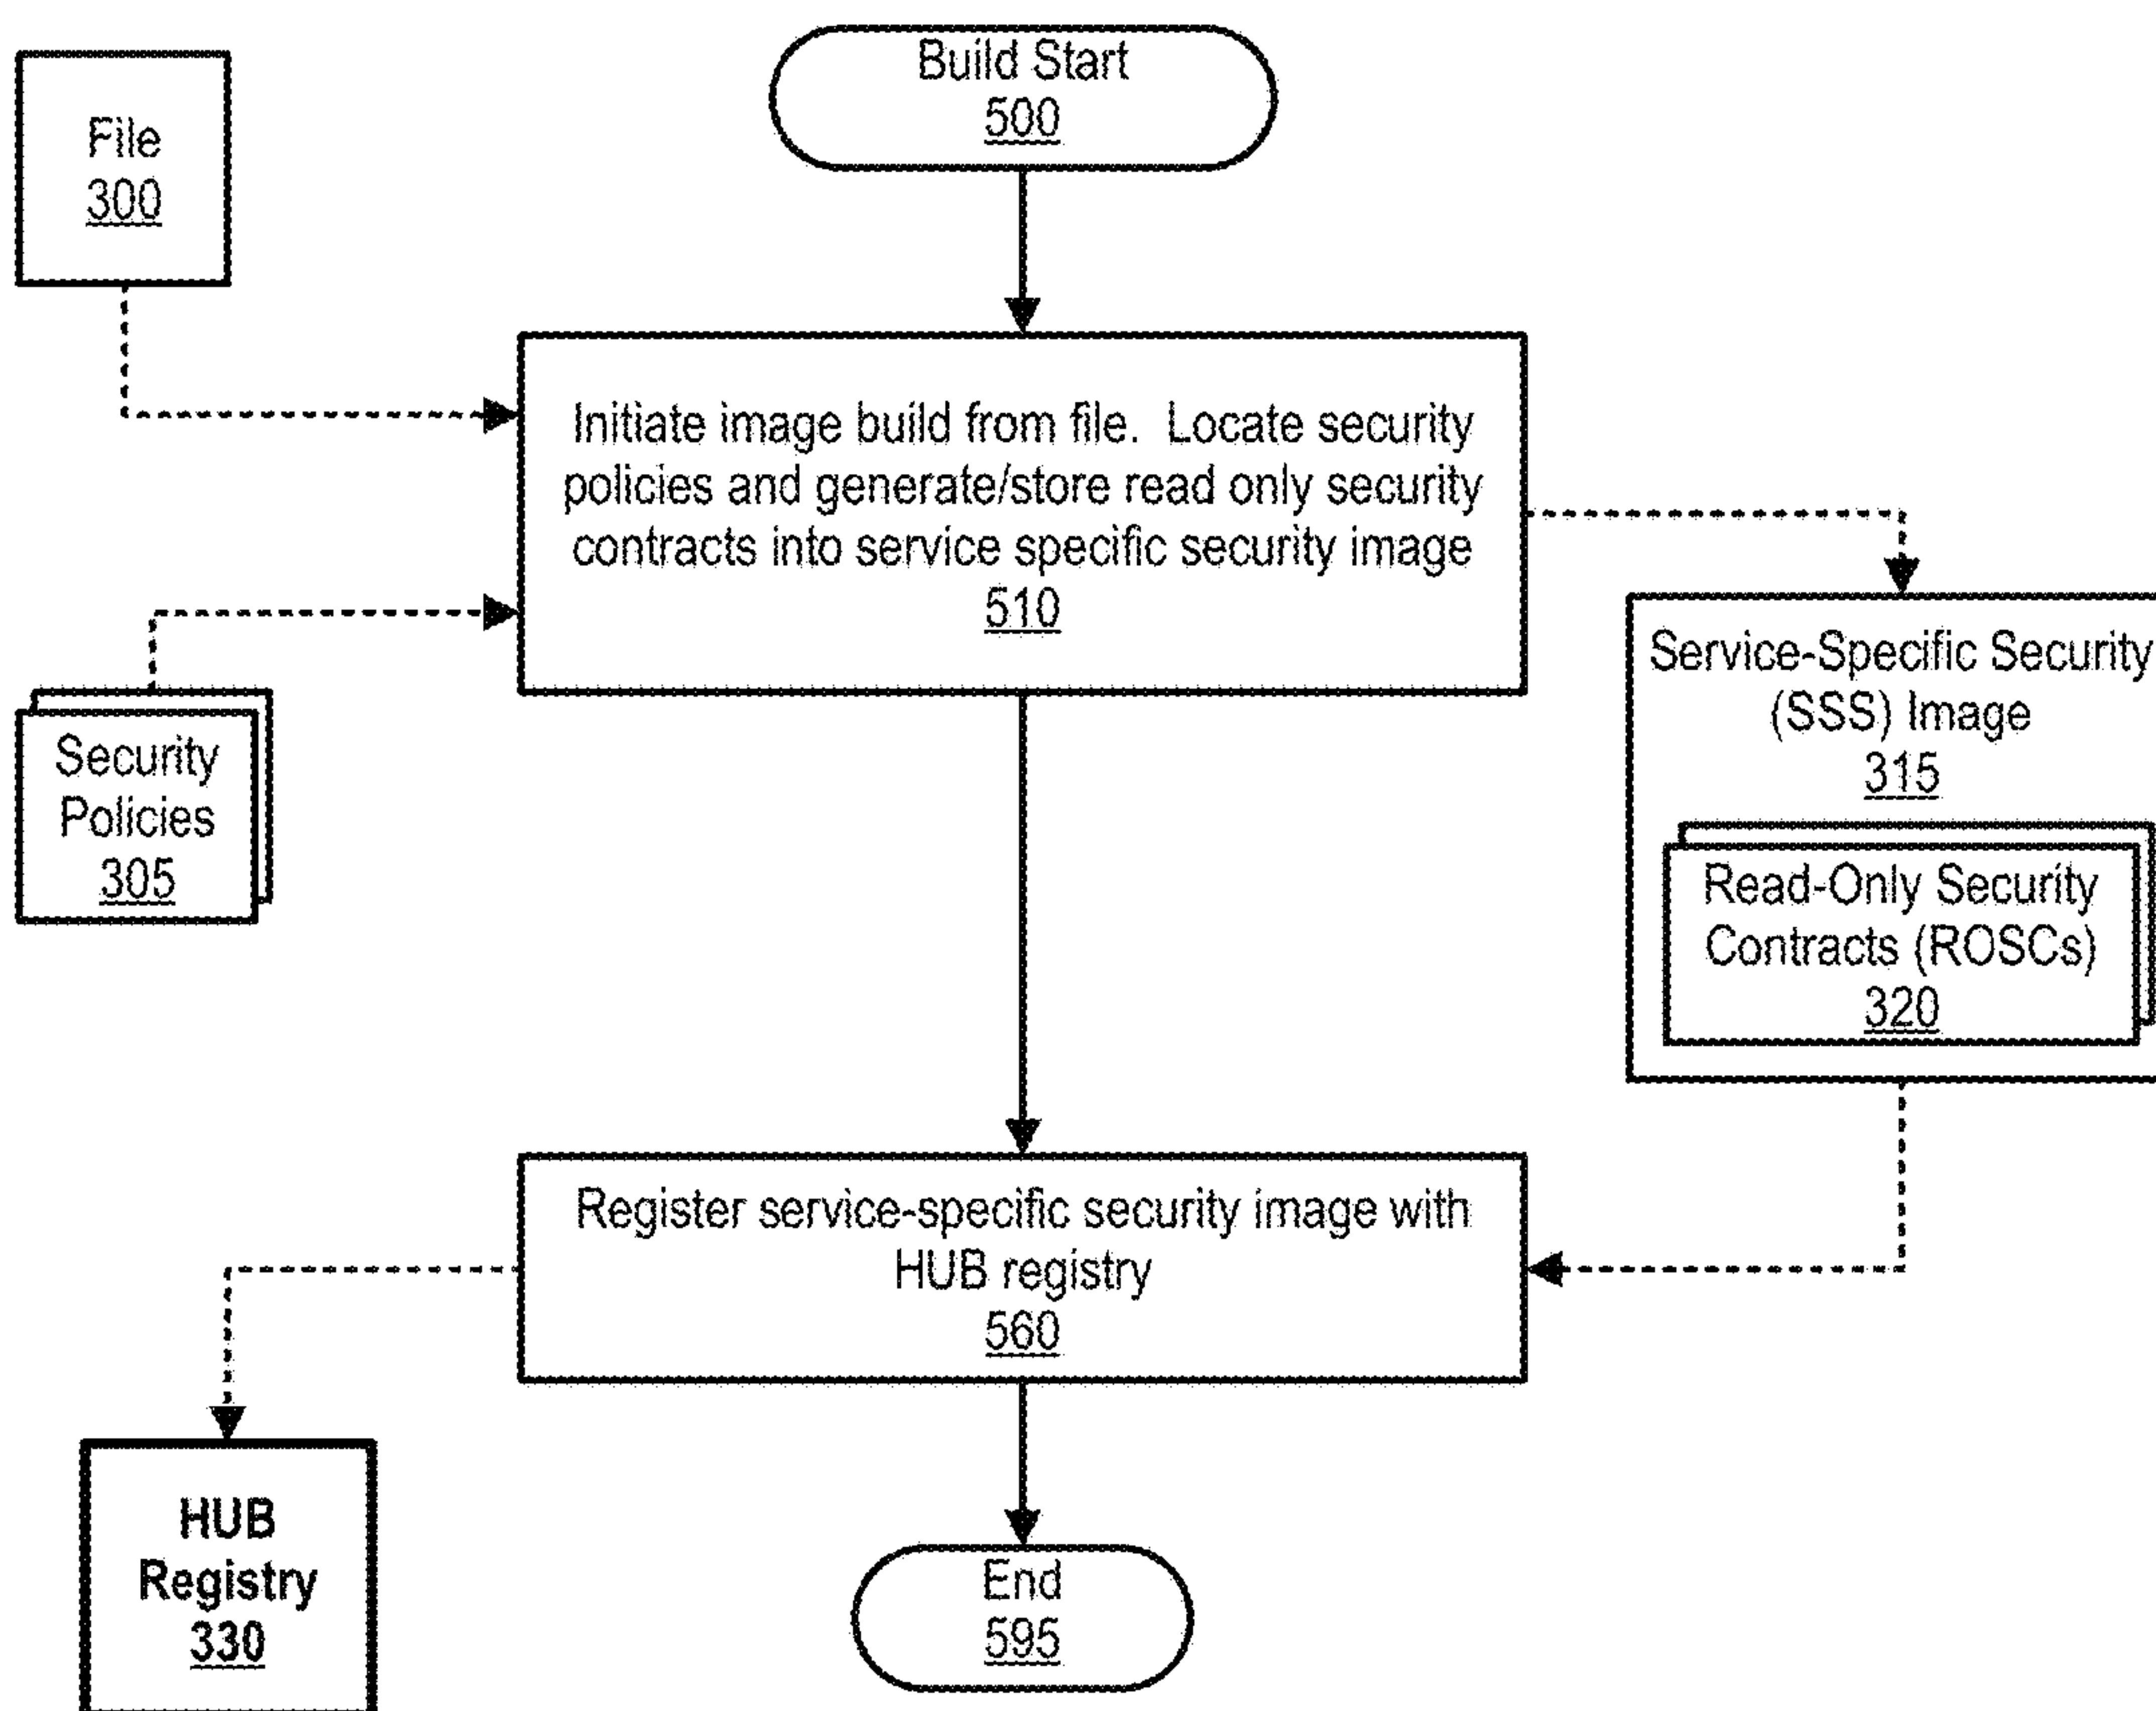 Build Start
500
File
300
Initiate image build from file.  Locate security
policies and generate/store read only security
contracts into service specific security image
510
Security
Policies
305
Service-Specific Security
(SSS) Image
315
Read-Only Security
Contracts (ROSCs)
320
Register service-specific security image with
HUB registry
560
HUB
Registry
330
End
595